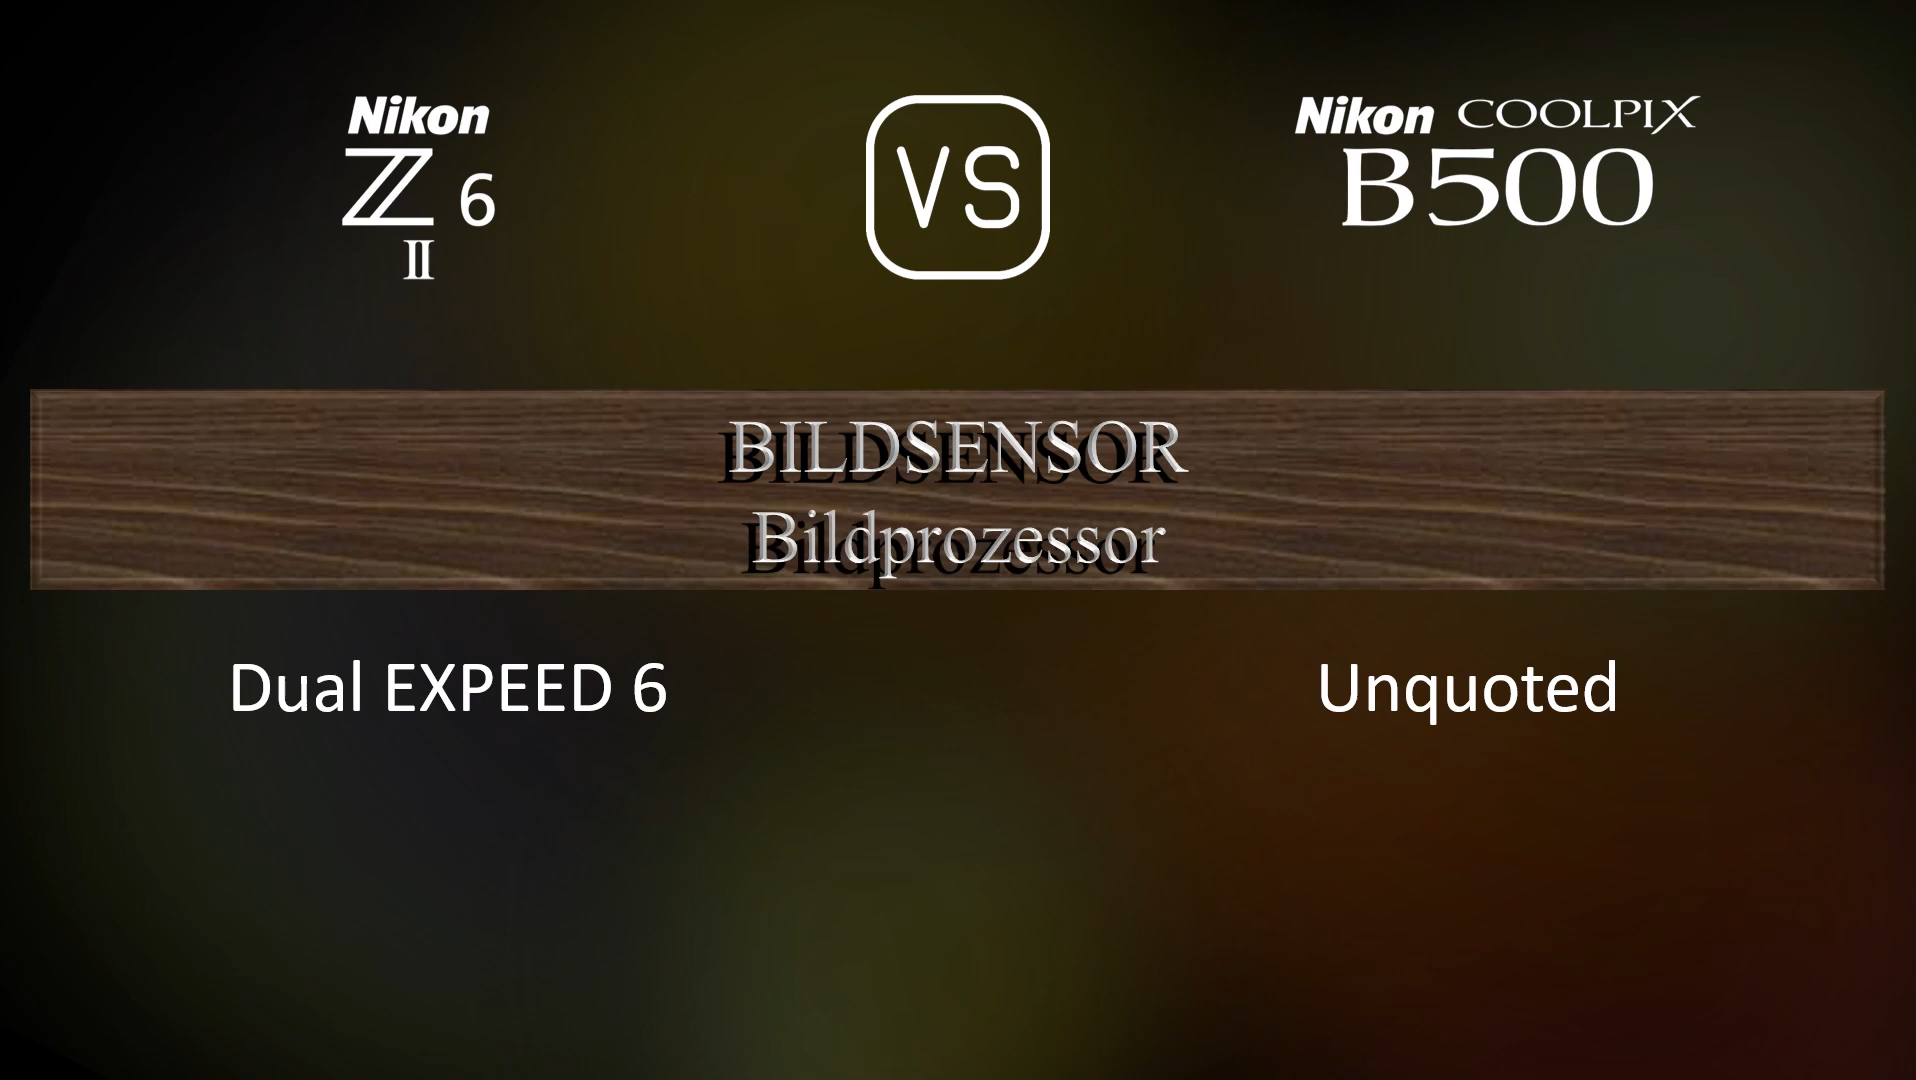 Nikon
Z 6
II
VS
Nikon COOLPIX
B500
BILDSENSOR
Bildprozessor
Dual EXPEED 6
Unquoted